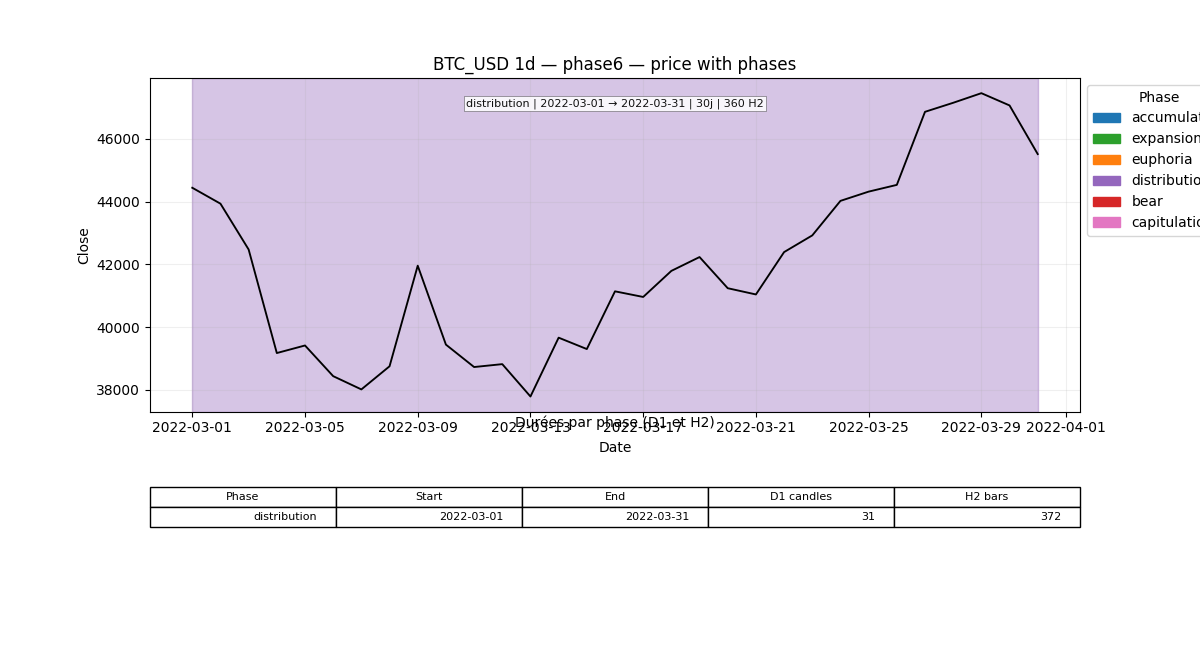 BTC_USD 1d — phase6 — price with phases
distribution | 2022-03-01 → 2022-03-31 | 30j | 360 H2
Phase
accumulat
expansion
euphoria
distributio
bear
capitulatio
Close
46000
44000
42000
40000
38000
2022-03-01 2022-03-05 2022-03-09 2022-03-13 2022-03-17 2022-03-21 2022-03-25 2022-03-29 2022-04-01
Durées par phase (D1 et H2)
Date
Phase Start End D1 candles H2 bars
distribution 2022-03-01 2022-03-31 31 372